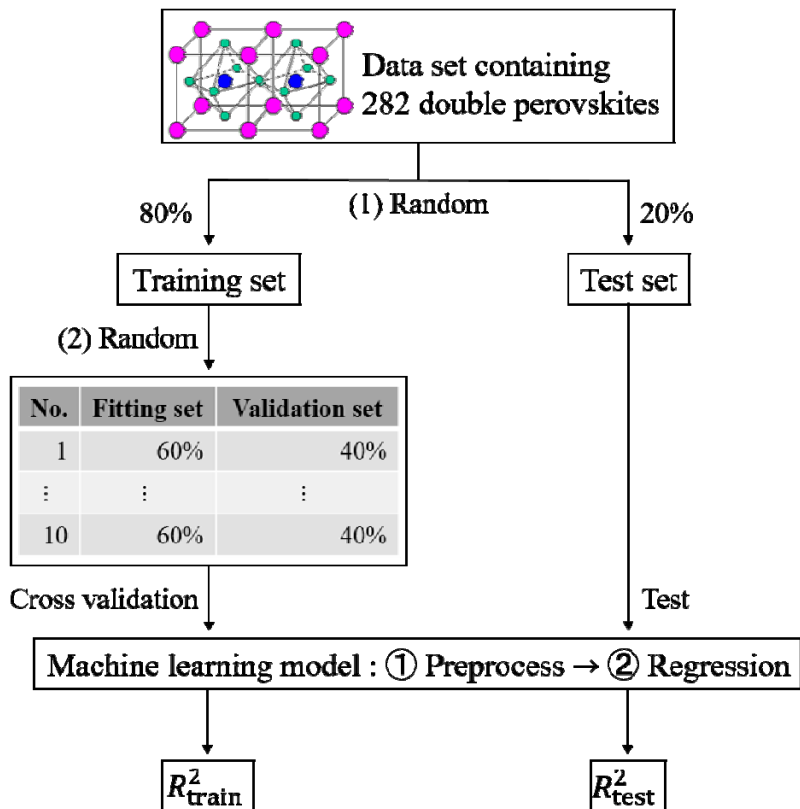 Data set containing
282 double perovskites
(1) Random
80%
20%
Training set
Test set
(2) Random
No. Fitting set Validation set
1 60% 40%
⋮ ⋮ ⋮
10 60% 40%
Cross validation
Test
Machine learning model : ① Preprocess → ② Regression
R²train
R²test